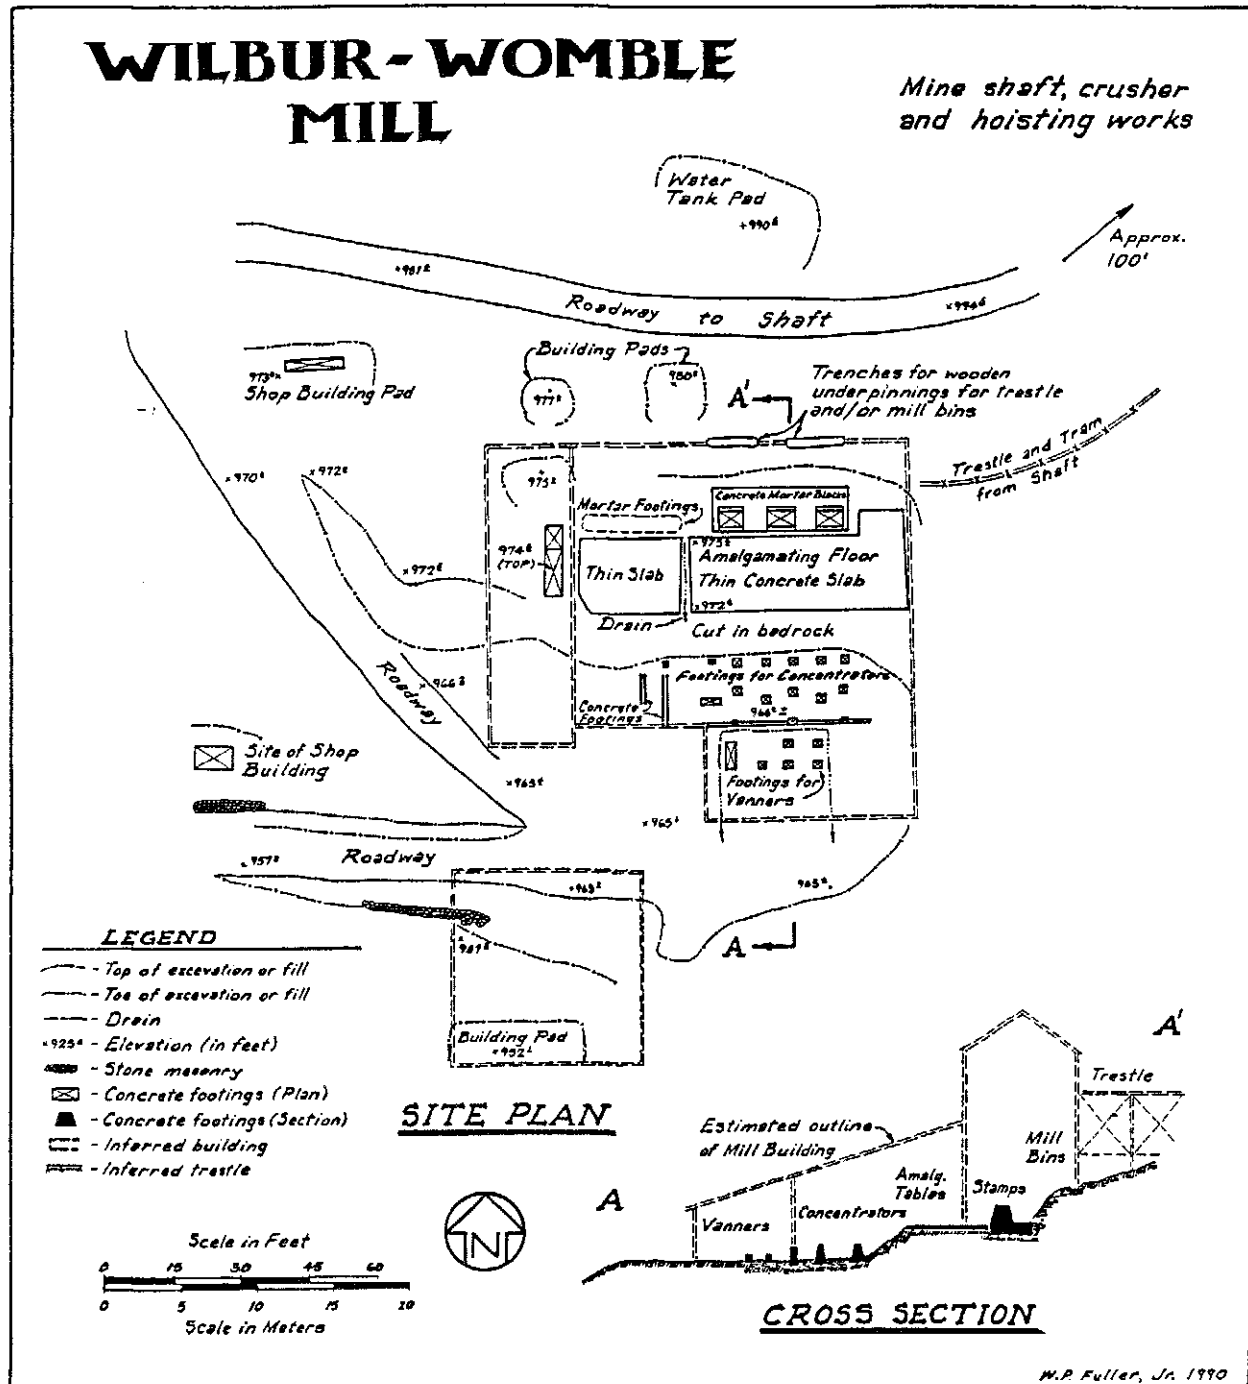 WILBUR-WOMBLE
MILL
Mine shaft, crusher
and hoisting works
Water
Tank Pad
Approx.
100'
Roadway to Shaft
Building Pads
Shop Building Pad
A'
Trenches for wooden
underpinnings for trestle
and/or mill bins
Trestle and Tram
from Shaft
Mortar Footings
Concrete Mortar Blocks
(TOP)
Thin Slab
Amalgamating Floor
Thin Concrete Slab
Drain
Cut in bedrock
Roadway
Footings for Concentrators
Concrete
Footings
Site of Shop
Building
Footings for
Vanners
Roadway
A
Building Pad
LEGEND
- Top of excavation or fill
- Toe of excavation or fill
- Drain
- Elevation (in feet)
- Stone masonry
- Concrete footings (Plan)
- Concrete footings (Section)
- Inferred building
- Inferred trestle
SITE PLAN
N
Scale in Feet
0 15 30 45 60
0 5 10 15 20
Scale in Meters
A'
Trestle
Estimated outline
of Mill Building
Mill
Bins
Amalg.
Tables
Stamps
A
Vanners
Concentrators
CROSS SECTION
W.P. Fuller, Jr. 1990